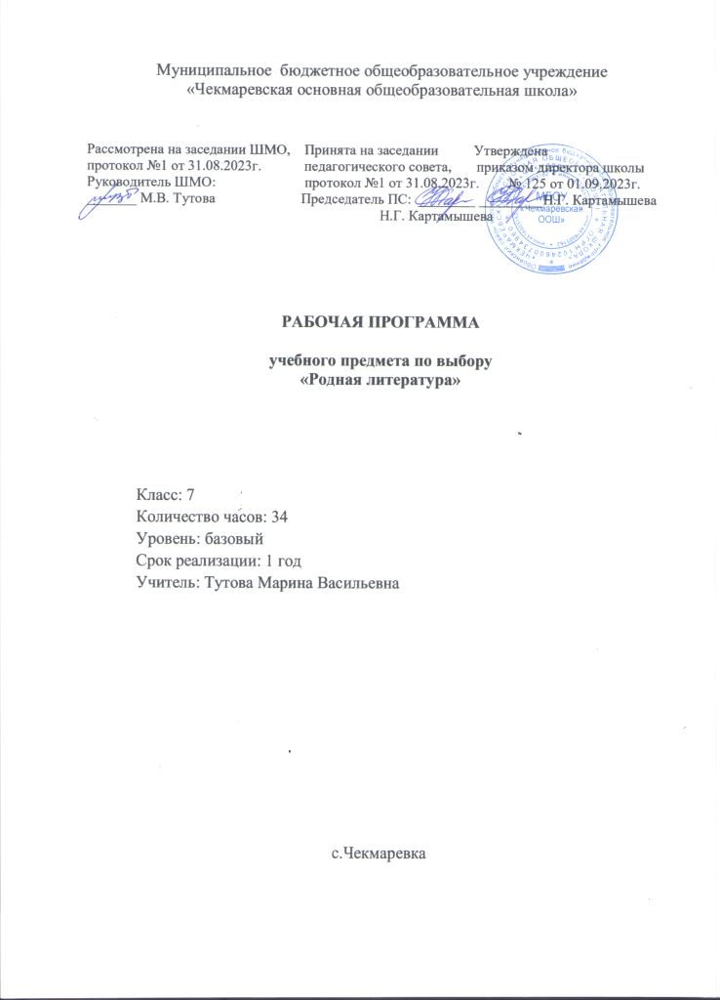 Муниципальное бюджетное общеобразовательное учреждение
«Чекмаревская основная общеобразовательная школа»
Рассмотрена на заседании ШМО,
протокол №1 от 31.08.2023г.
Руководитель ШМО:
_______ М.В. Тутова
Принята на заседании
педагогического совета,
протокол №1 от 31.08.2023г.
Председатель ПС:
Н.Г. Картамышева
Утверждена
приказом директора школы
№ 125 от 01.09.2023г.
Н.Г. Картамышева
МБОУ
«Чекмаревская
ООШ»
РАБОЧАЯ ПРОГРАММА
учебного предмета по выбору
«Родная литература»
Класс: 7
Количество часов: 34
Уровень: базовый
Срок реализации: 1 год
Учитель: Тутова Марина Васильевна
с.Чекмаревка